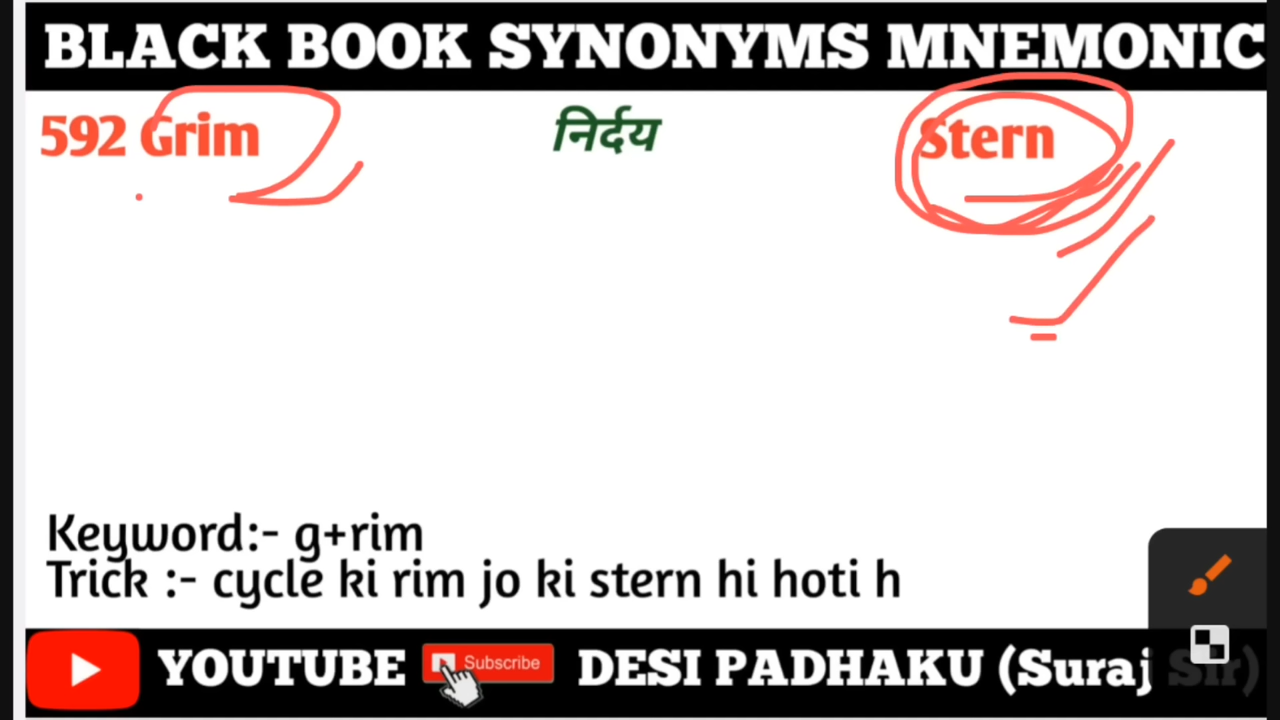 BLACK BOOK SYNONYMS MNEMONIC
592 Grim निर्दय Stern
Keyword:- g+rim
Trick :- cycle ki rim jo ki stern hi hoti h
YOUTUBE Subscribe DESI PADHAKU (Suraj Sir)